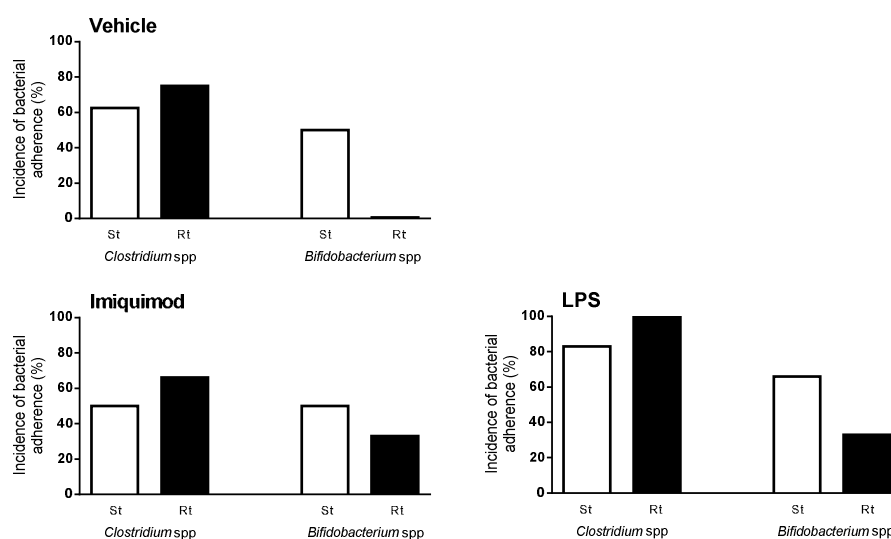 Vehicle
Incidence of bacterial
adherence (%)
100
80
60
40
20
0
St Rt St Rt
Clostridium spp Bifidobacterium spp
Imiquimod
Incidence of bacterial
adherence (%)
100
80
60
40
20
0
St Rt St Rt
Clostridium spp Bifidobacterium spp
LPS
Incidence of bacterial
adherence (%)
100
80
60
40
20
0
St Rt St Rt
Clostridium spp Bifidobacterium spp